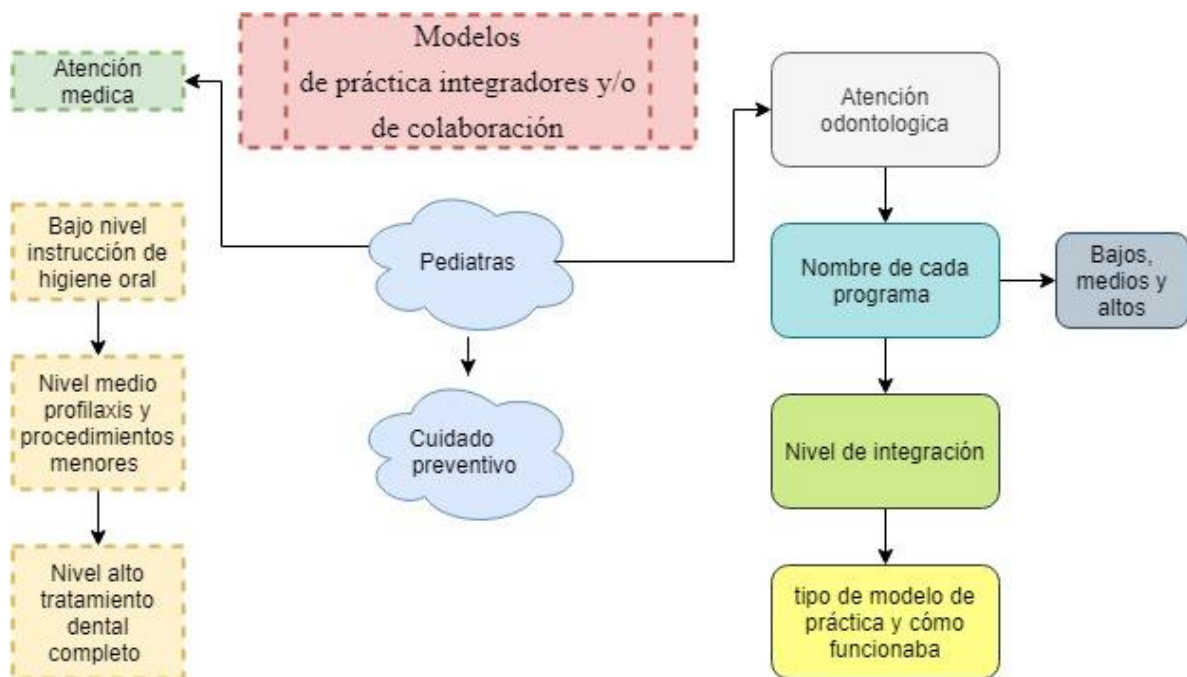 Modelos
de práctica integradores y/o
de colaboración
Atención
medica
Bajo nivel
instrucción de
higiene oral
Nivel medio
profilaxis y
procedimientos
menores
Nivel alto
tratamiento
dental
completo
Pediatras
Cuidado
preventivo
Atención
odontologica
Nombre de cada
programa
Bajos,
medios y
altos
Nivel de integración
tipo de modelo de
práctica y cómo
funcionaba